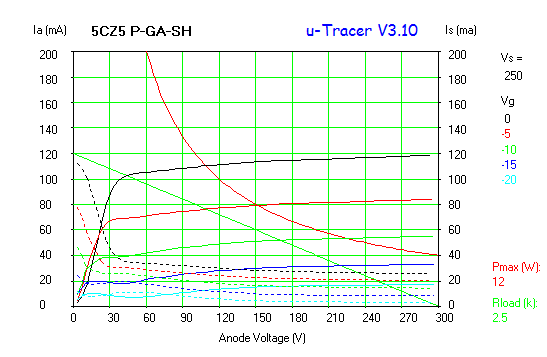 Ia (mA) 5CZ5 P-GA-SH u-Tracer V3.10 Is (ma)
200 200
180 180
160 160
140 140
120 120
100 100
80 80
60 60
40 40
20 20
0 0
0 30 60 90 120 150 180 210 240 270 300
Anode Voltage (V)
Vs =
250
Vg
0
-5
-10
-15
-20
Pmax (W):
12
Rload (k):
2.5